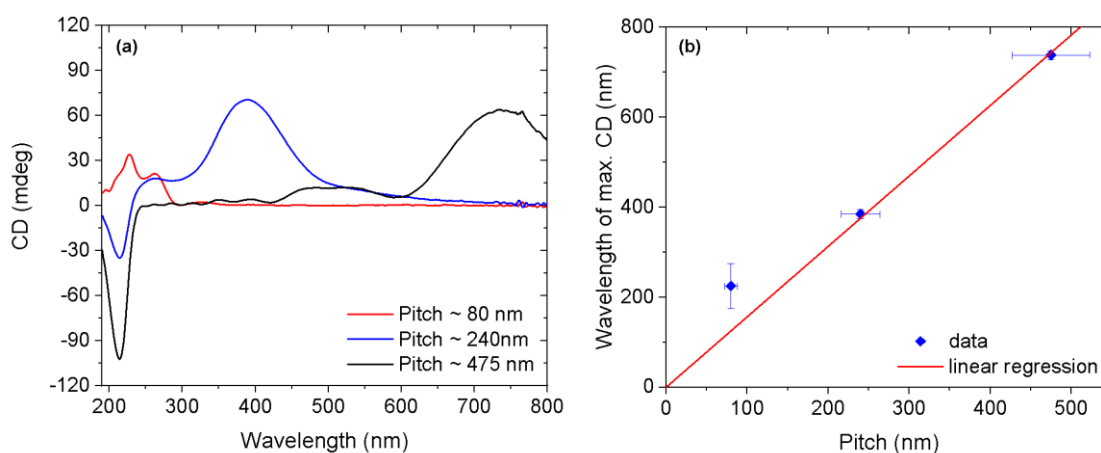 (a)
CD (mdeg)
120
90
60
30
0
-30
-60
-90
-120
200 300 400 500 600 700 800
Wavelength (nm)
Pitch ~ 80 nm
Pitch ~ 240nm
Pitch ~ 475 nm
(b)
Wavelength of max. CD (nm)
800
600
400
200
0
0 100 200 300 400 500
Pitch (nm)
data
linear regression